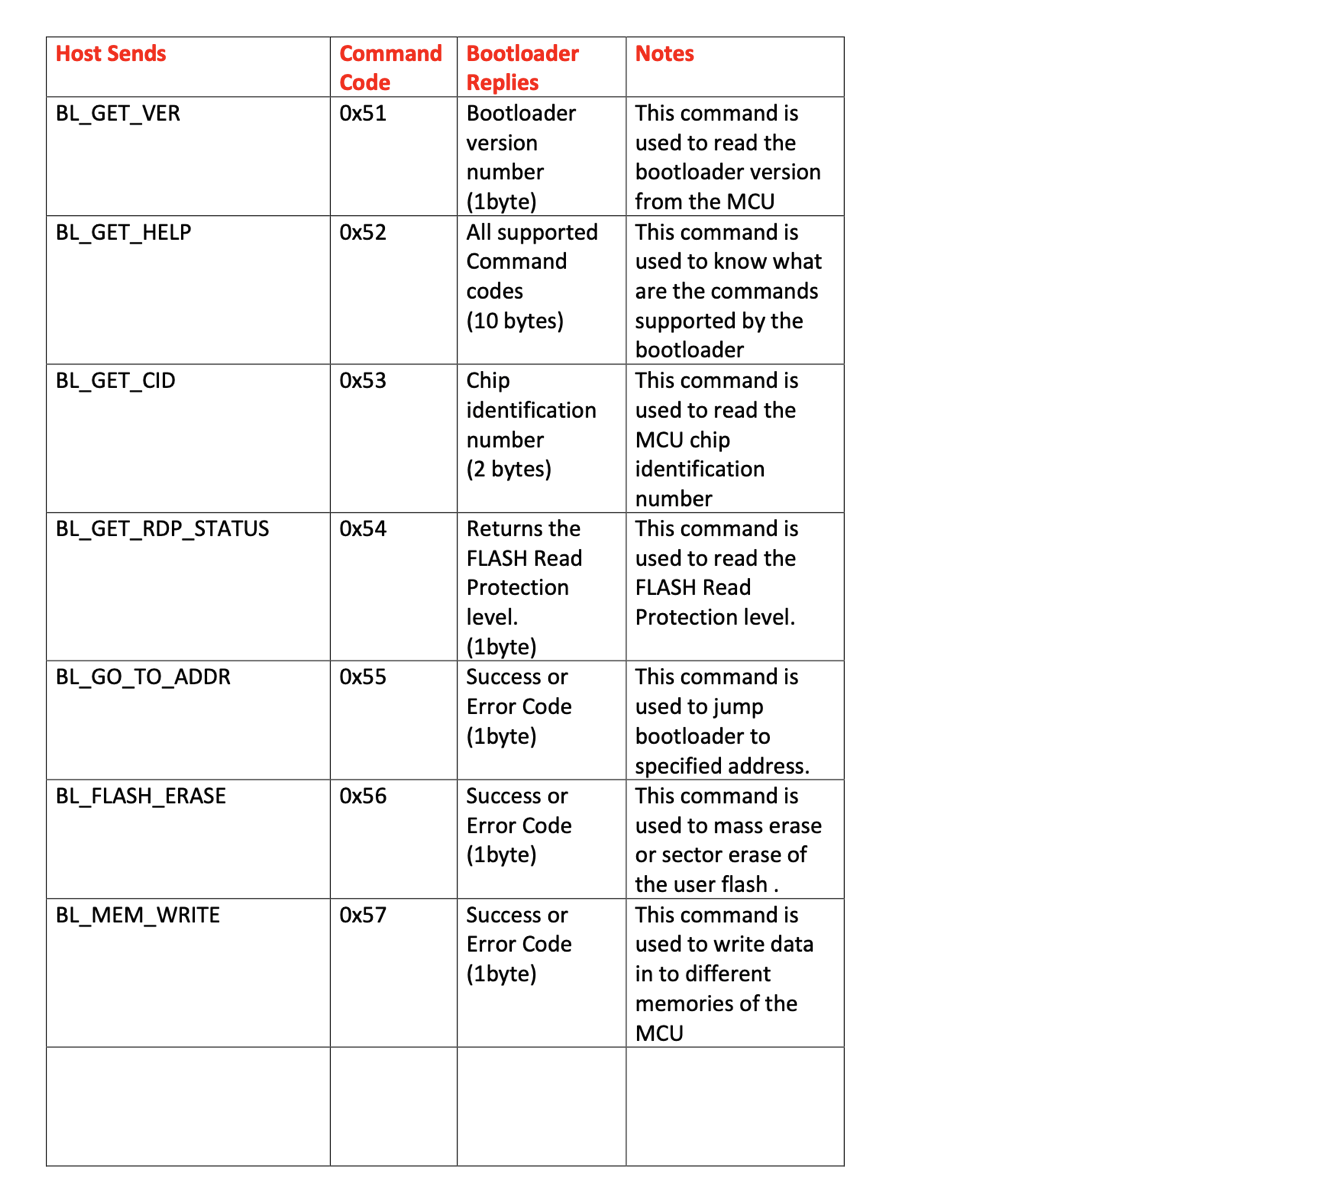 Host Sends
Command
Code
Bootloader
Replies
Notes
BL_GET_VER
0x51
Bootloader
version
number
(1byte)
This command is
used to read the
bootloader version
from the MCU
BL_GET_HELP
0x52
All supported
Command
codes
(10 bytes)
This command is
used to know what
are the commands
supported by the
bootloader
BL_GET_CID
0x53
Chip
identification
number
(2 bytes)
This command is
used to read the
MCU chip
identification
number
BL_GET_RDP_STATUS
0x54
Returns the
FLASH Read
Protection
level.
(1byte)
This command is
used to read the
FLASH Read
Protection level.
BL_GO_TO_ADDR
0x55
Success or
Error Code
(1byte)
This command is
used to jump
bootloader to
specified address.
BL_FLASH_ERASE
0x56
Success or
Error Code
(1byte)
This command is
used to mass erase
or sector erase of
the user flash .
BL_MEM_WRITE
0x57
Success or
Error Code
(1byte)
This command is
used to write data
in to different
memories of the
MCU